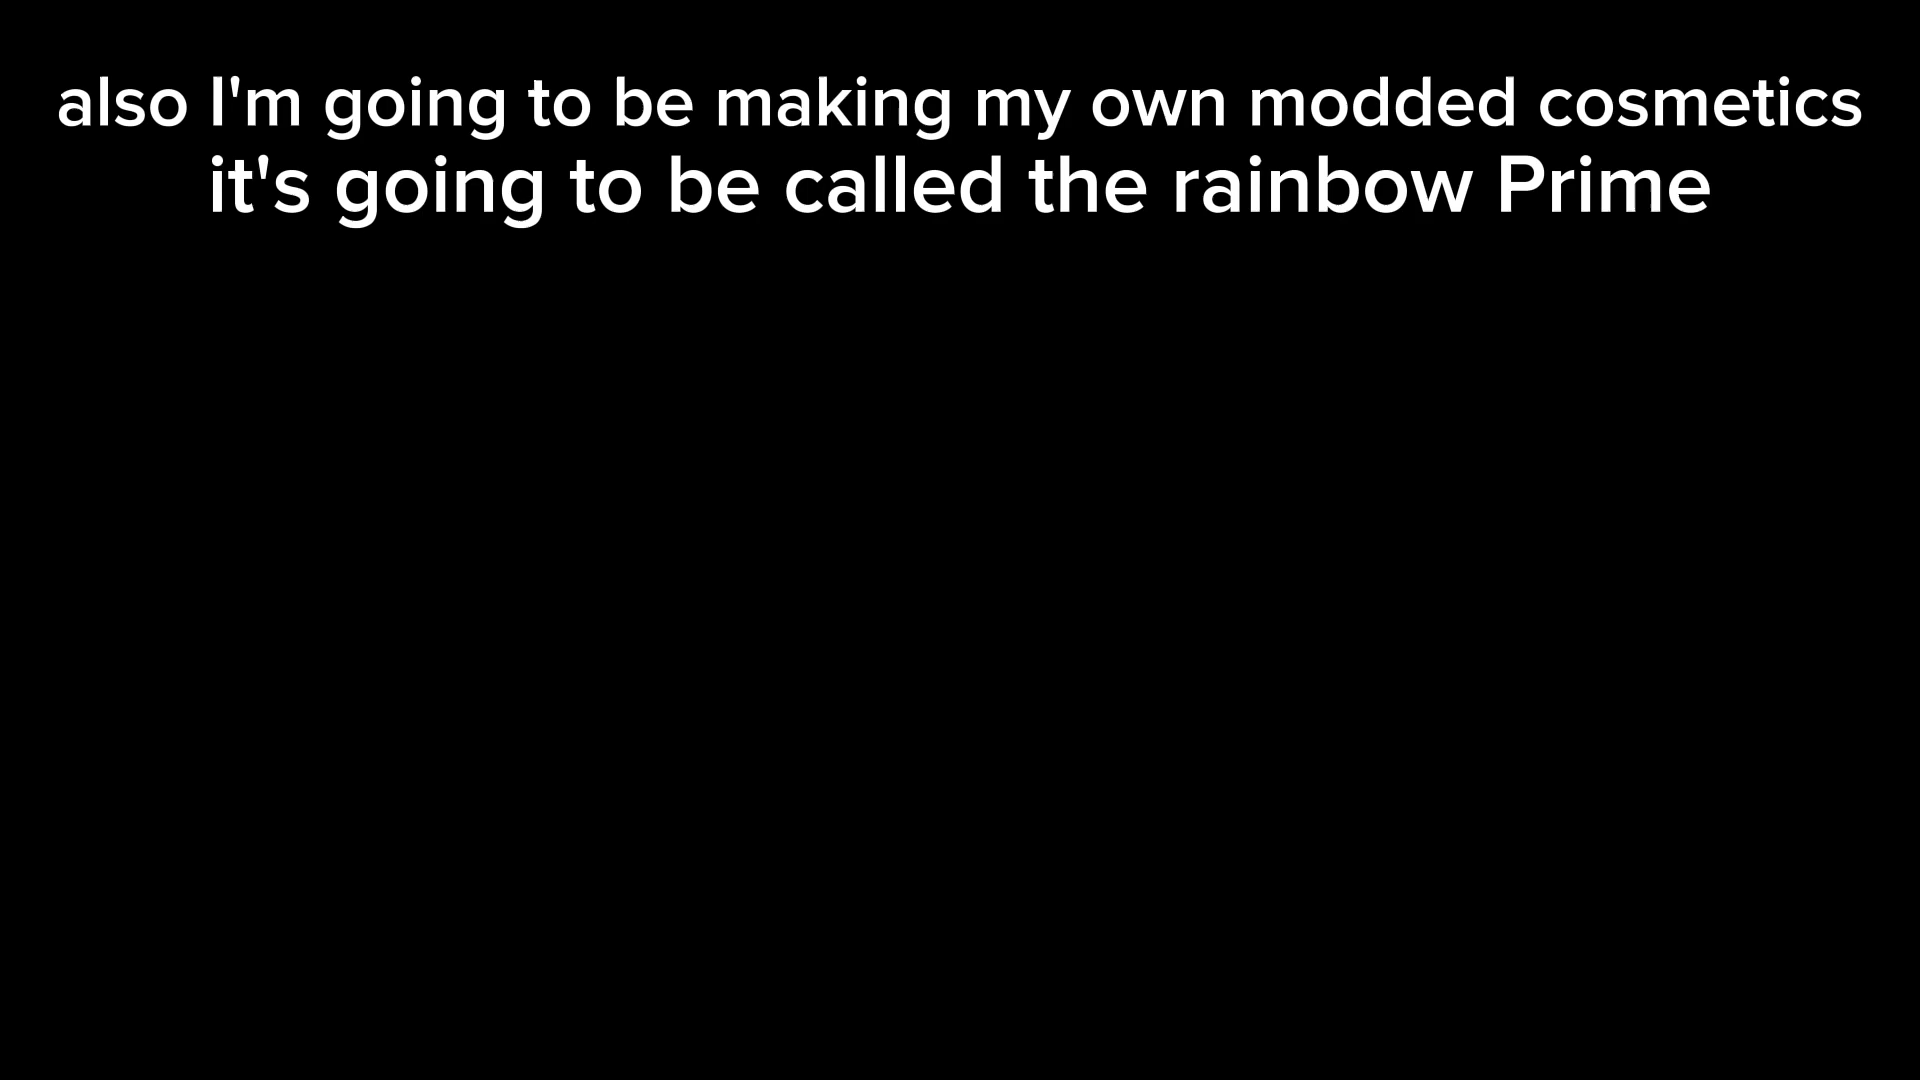 also I'm going to be making my own modded cosmetics
it's going to be called the rainbow Prime